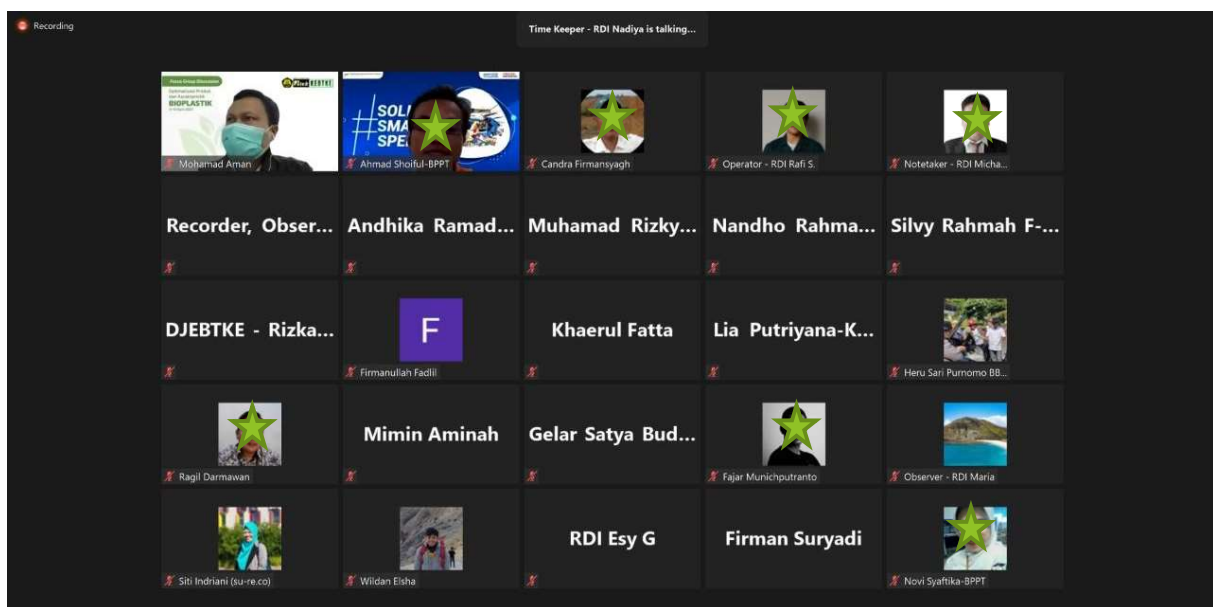 Recording
Time Keeper - RDI Nadiya is talking...
Focus Group Discussion
BIOPLASTIK
Mohamad Aman
Ahmad Shoiful-BPPT
Candra Firmansyagh
Operator - RDI Rafi S.
Notetaker - RDI Micha...
Recorder, Obser...
Andhika Ramad...
Muhamad Rizky...
Nandho Rahma...
Silvy Rahmah F-...
DJEBTKE - Rizka...
F
Firmanullah Fadlil
Khaerul Fatta
Lia Putriyana-K...
Heru Sari Purnomo BB...
Ragil Darmawan
Mimin Aminah
Gelar Satya Bud...
Fajar Munichputranto
Observer - RDI Maria
Siti Indriani (su-re.co)
Wildan Elsha
RDI Esy G
Firman Suryadi
Novi Syaftika-BPPT